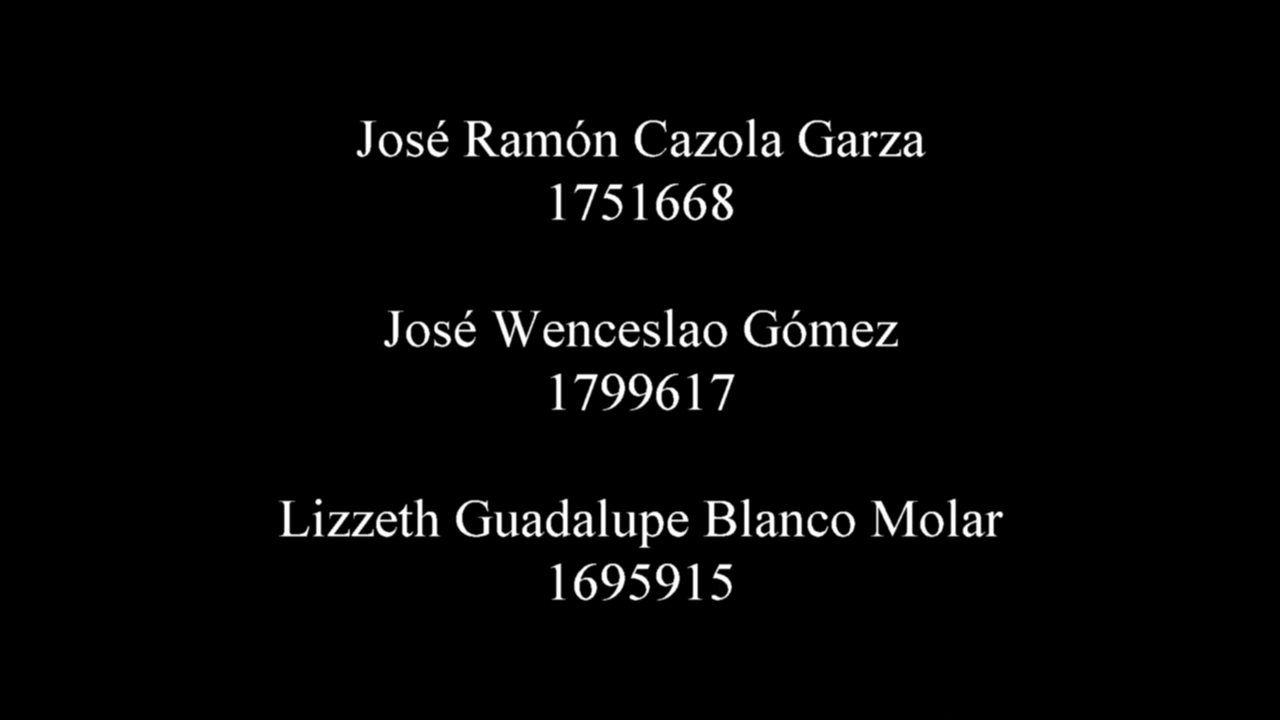 José Ramón Cazola Garza
1751668
José Wenceslao Gómez
1799617
Lizzeth Guadalupe Blanco Molar
1695915